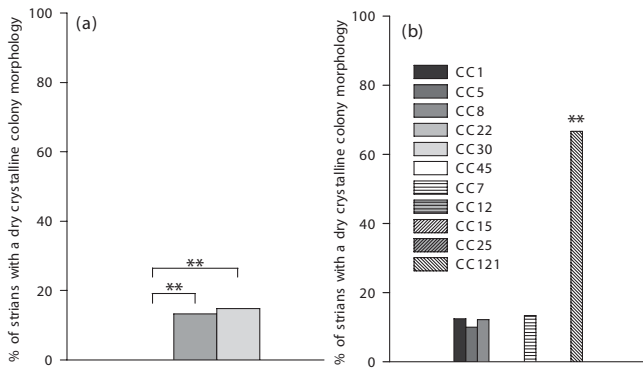 % of strians with a dry crystalline colony morphology
(a)
100
80
60
40
20
0
**
**
% of strians with a dry crystalline colony morphology
(b)
100
80
60
40
20
0
CC1
CC5
CC8
CC22
CC30
CC45
CC7
CC12
CC15
CC25
CC121
**